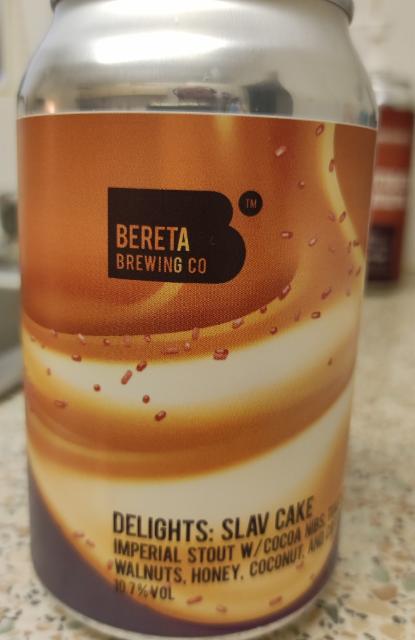 TM
BERETA
BREWING CO
DELIGHTS: SLAV CAKE
IMPERIAL STOUT W/COCOA NIBS,
WALNUTS, HONEY, COCONUT, AND
10.7%VOL